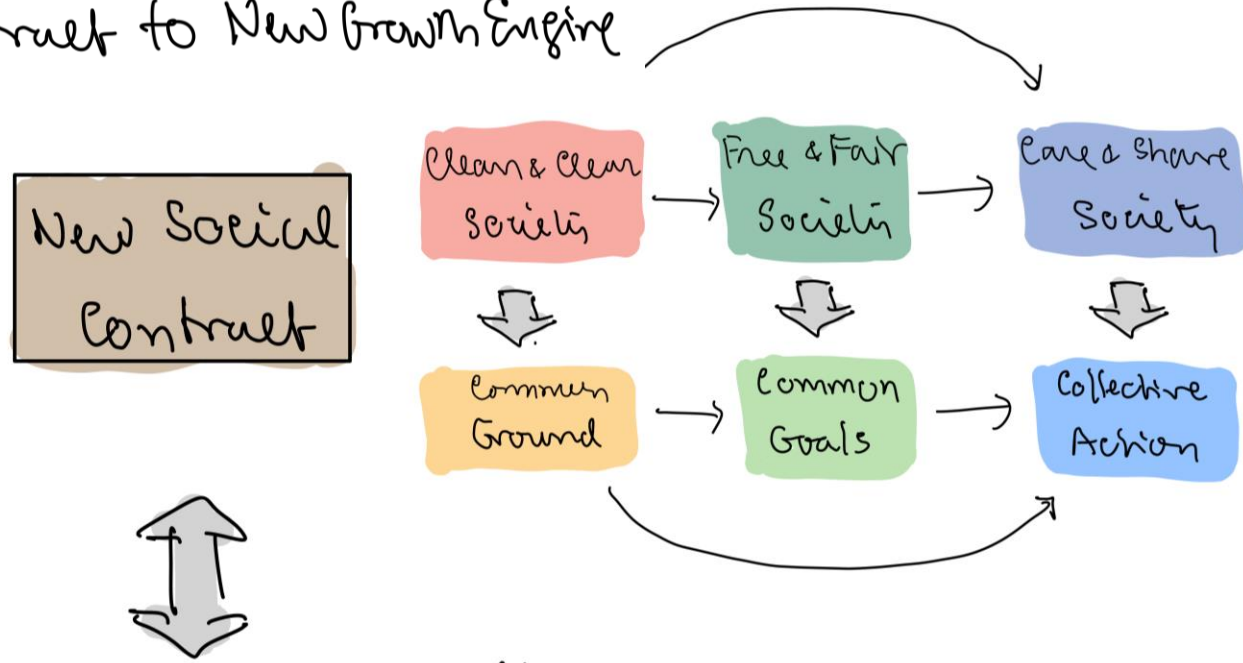 to New Growth Engine
New Social
Contract
Clean & Clear
Society
Free & Fair
Society
Care & Share
Society
Common
Ground
Common
Goals
Collective
Action